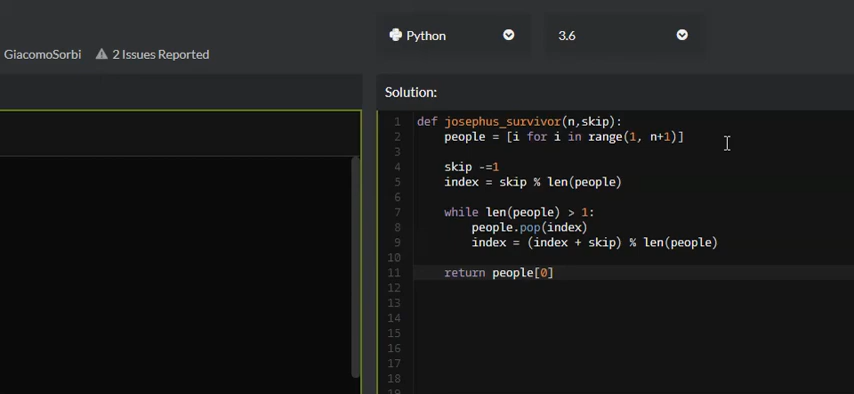 Python
3.6
GiacomoSorbi 2 Issues Reported
Solution:
1 def josephus_survivor(n,skip):
2 people = [i for i in range(1, n+1)]
3
4 skip -=1
5 index = skip % len(people)
6
7 while len(people) > 1:
8 people.pop(index)
9 index = (index + skip) % len(people)
10
11 return people[0]
12
13
14
15
16
17
18
19